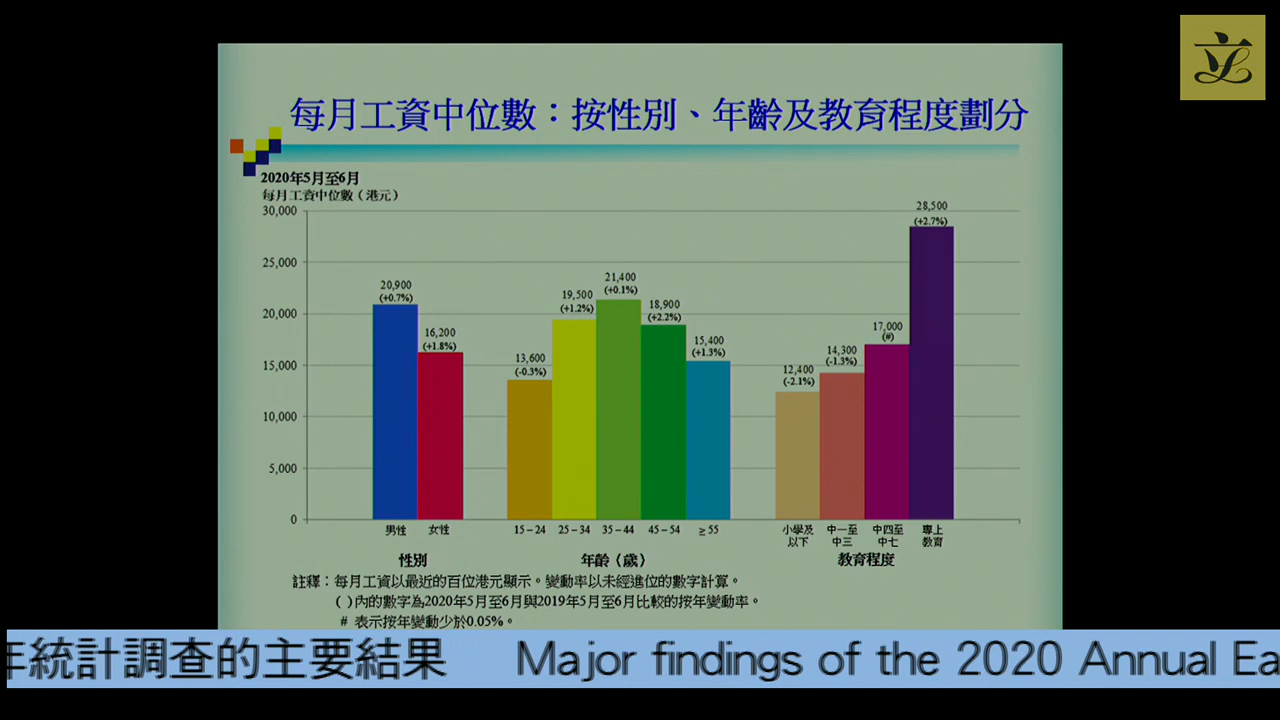 每月工資中位數：按性別、年齡及教育程度劃分
2020年5月至6月
每月工資中位數（港元）
30,000
25,000
20,000
15,000
10,000
5,000
0
20,900
(+0.7%)
16,200
(+1.8%)
13,600
(-0.3%)
19,500
(+1.2%)
21,400
(+0.1%)
18,900
(+2.2%)
15,400
(+1.3%)
12,400
(-2.1%)
14,300
(-1.3%)
17,000
(#)
28,500
(+2.7%)
男性
女性
15 – 24
25 – 34
35 – 44
45 – 54
≥ 55
小學及
以下
中一至
中三
中四至
中七
專上
教育
性別
年齡（歲）
教育程度
註釋：每月工資以最近的百位港元顯示。變動率以未經進位的數字計算。
( )內的數字為2020年5月至6月與2019年5月至6月比較的按年變動率。
# 表示按年變動少於0.05%。
年統計調查的主要結果 Major findings of the 2020 Annual Ea